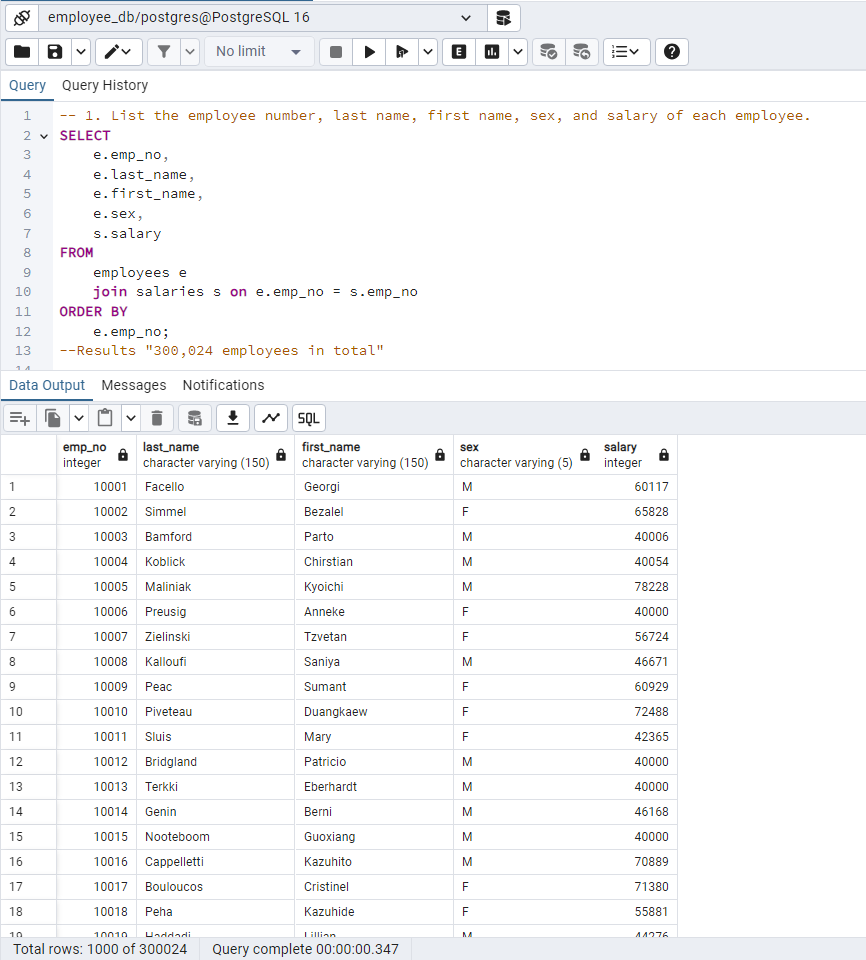 employee_db/postgres@PostgreSQL 16
No limit
E
Query Query History
1 -- 1. List the employee number, last name, first name, sex, and salary of each employee.
2 SELECT
3 e.emp_no,
4 e.last_name,
5 e.first_name,
6 e.sex,
7 s.salary
8 FROM
9 employees e
10 join salaries s on e.emp_no = s.emp_no
11 ORDER BY
12 e.emp_no;
13 --Results "300,024 employees in total"
14
Data Output Messages Notifications
SQL
emp_no last_name first_name sex salary
integer character varying (150) character varying (150) character varying (5) integer
1 10001 Facello Georgi M 60117
2 10002 Simmel Bezalel F 65828
3 10003 Bamford Parto M 40006
4 10004 Koblick Chirstian M 40054
5 10005 Maliniak Kyoichi M 78228
6 10006 Preusig Anneke F 40000
7 10007 Zielinski Tzvetan F 56724
8 10008 Kalloufi Saniya M 46671
9 10009 Peac Sumant F 60929
10 10010 Piveteau Duangkaew F 72488
11 10011 Sluis Mary F 42365
12 10012 Bridgland Patricio M 40000
13 10013 Terkki Eberhardt M 40000
14 10014 Genin Berni M 46168
15 10015 Nooteboom Guoxiang M 40000
16 10016 Cappelletti Kazuhito M 70889
17 10017 Bouloucos Cristinel F 71380
18 10018 Peha Kazuhide F 55881
19 10019 Haddadi Lillian M 44276
Total rows: 1000 of 300024 Query complete 00:00:00.347